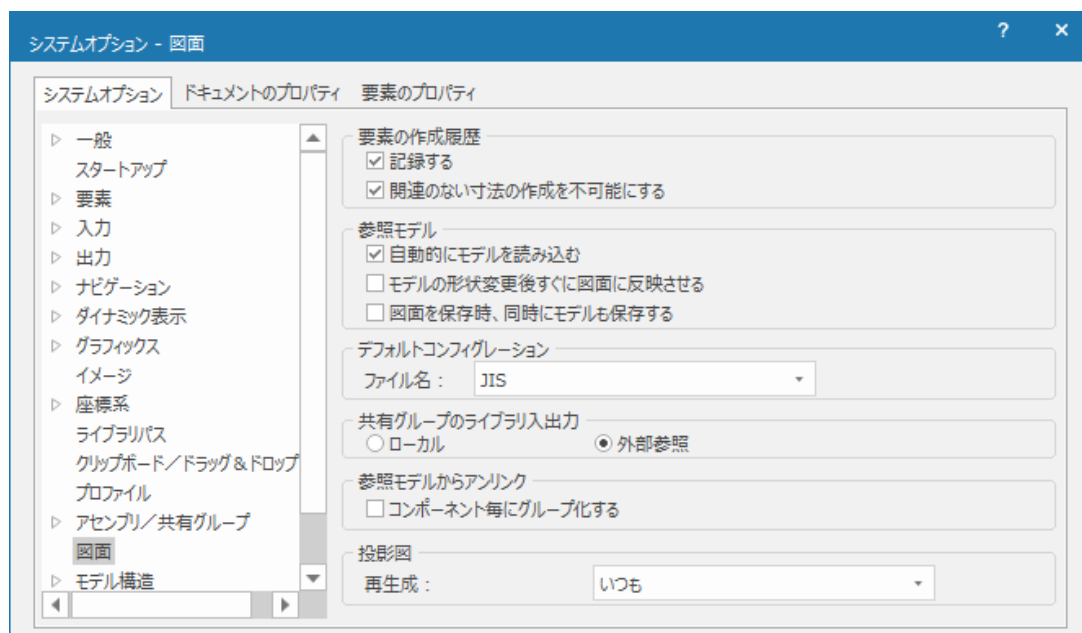 システムオプション - 図面
? ×
システムオプション ドキュメントのプロパティ 要素のプロパティ
一般
スタートアップ
要素
入力
出力
ナビゲーション
ダイナミック表示
グラフィックス
イメージ
座標系
ライブラリパス
クリップボード／ドラッグ＆ドロップ
プロファイル
アセンブリ／共有グループ
図面
モデル構造
要素の作成履歴
記録する
関連のない寸法の作成を不可能にする
参照モデル
自動的にモデルを読み込む
モデルの形状変更後すぐに図面に反映させる
図面を保存時、同時にモデルも保存する
デフォルトコンフィグレーション
ファイル名： JIS
共有グループのライブラリ入出力
ローカル 外部参照
参照モデルからアンリンク
コンポーネント毎にグループ化する
投影図
再生成： いつも